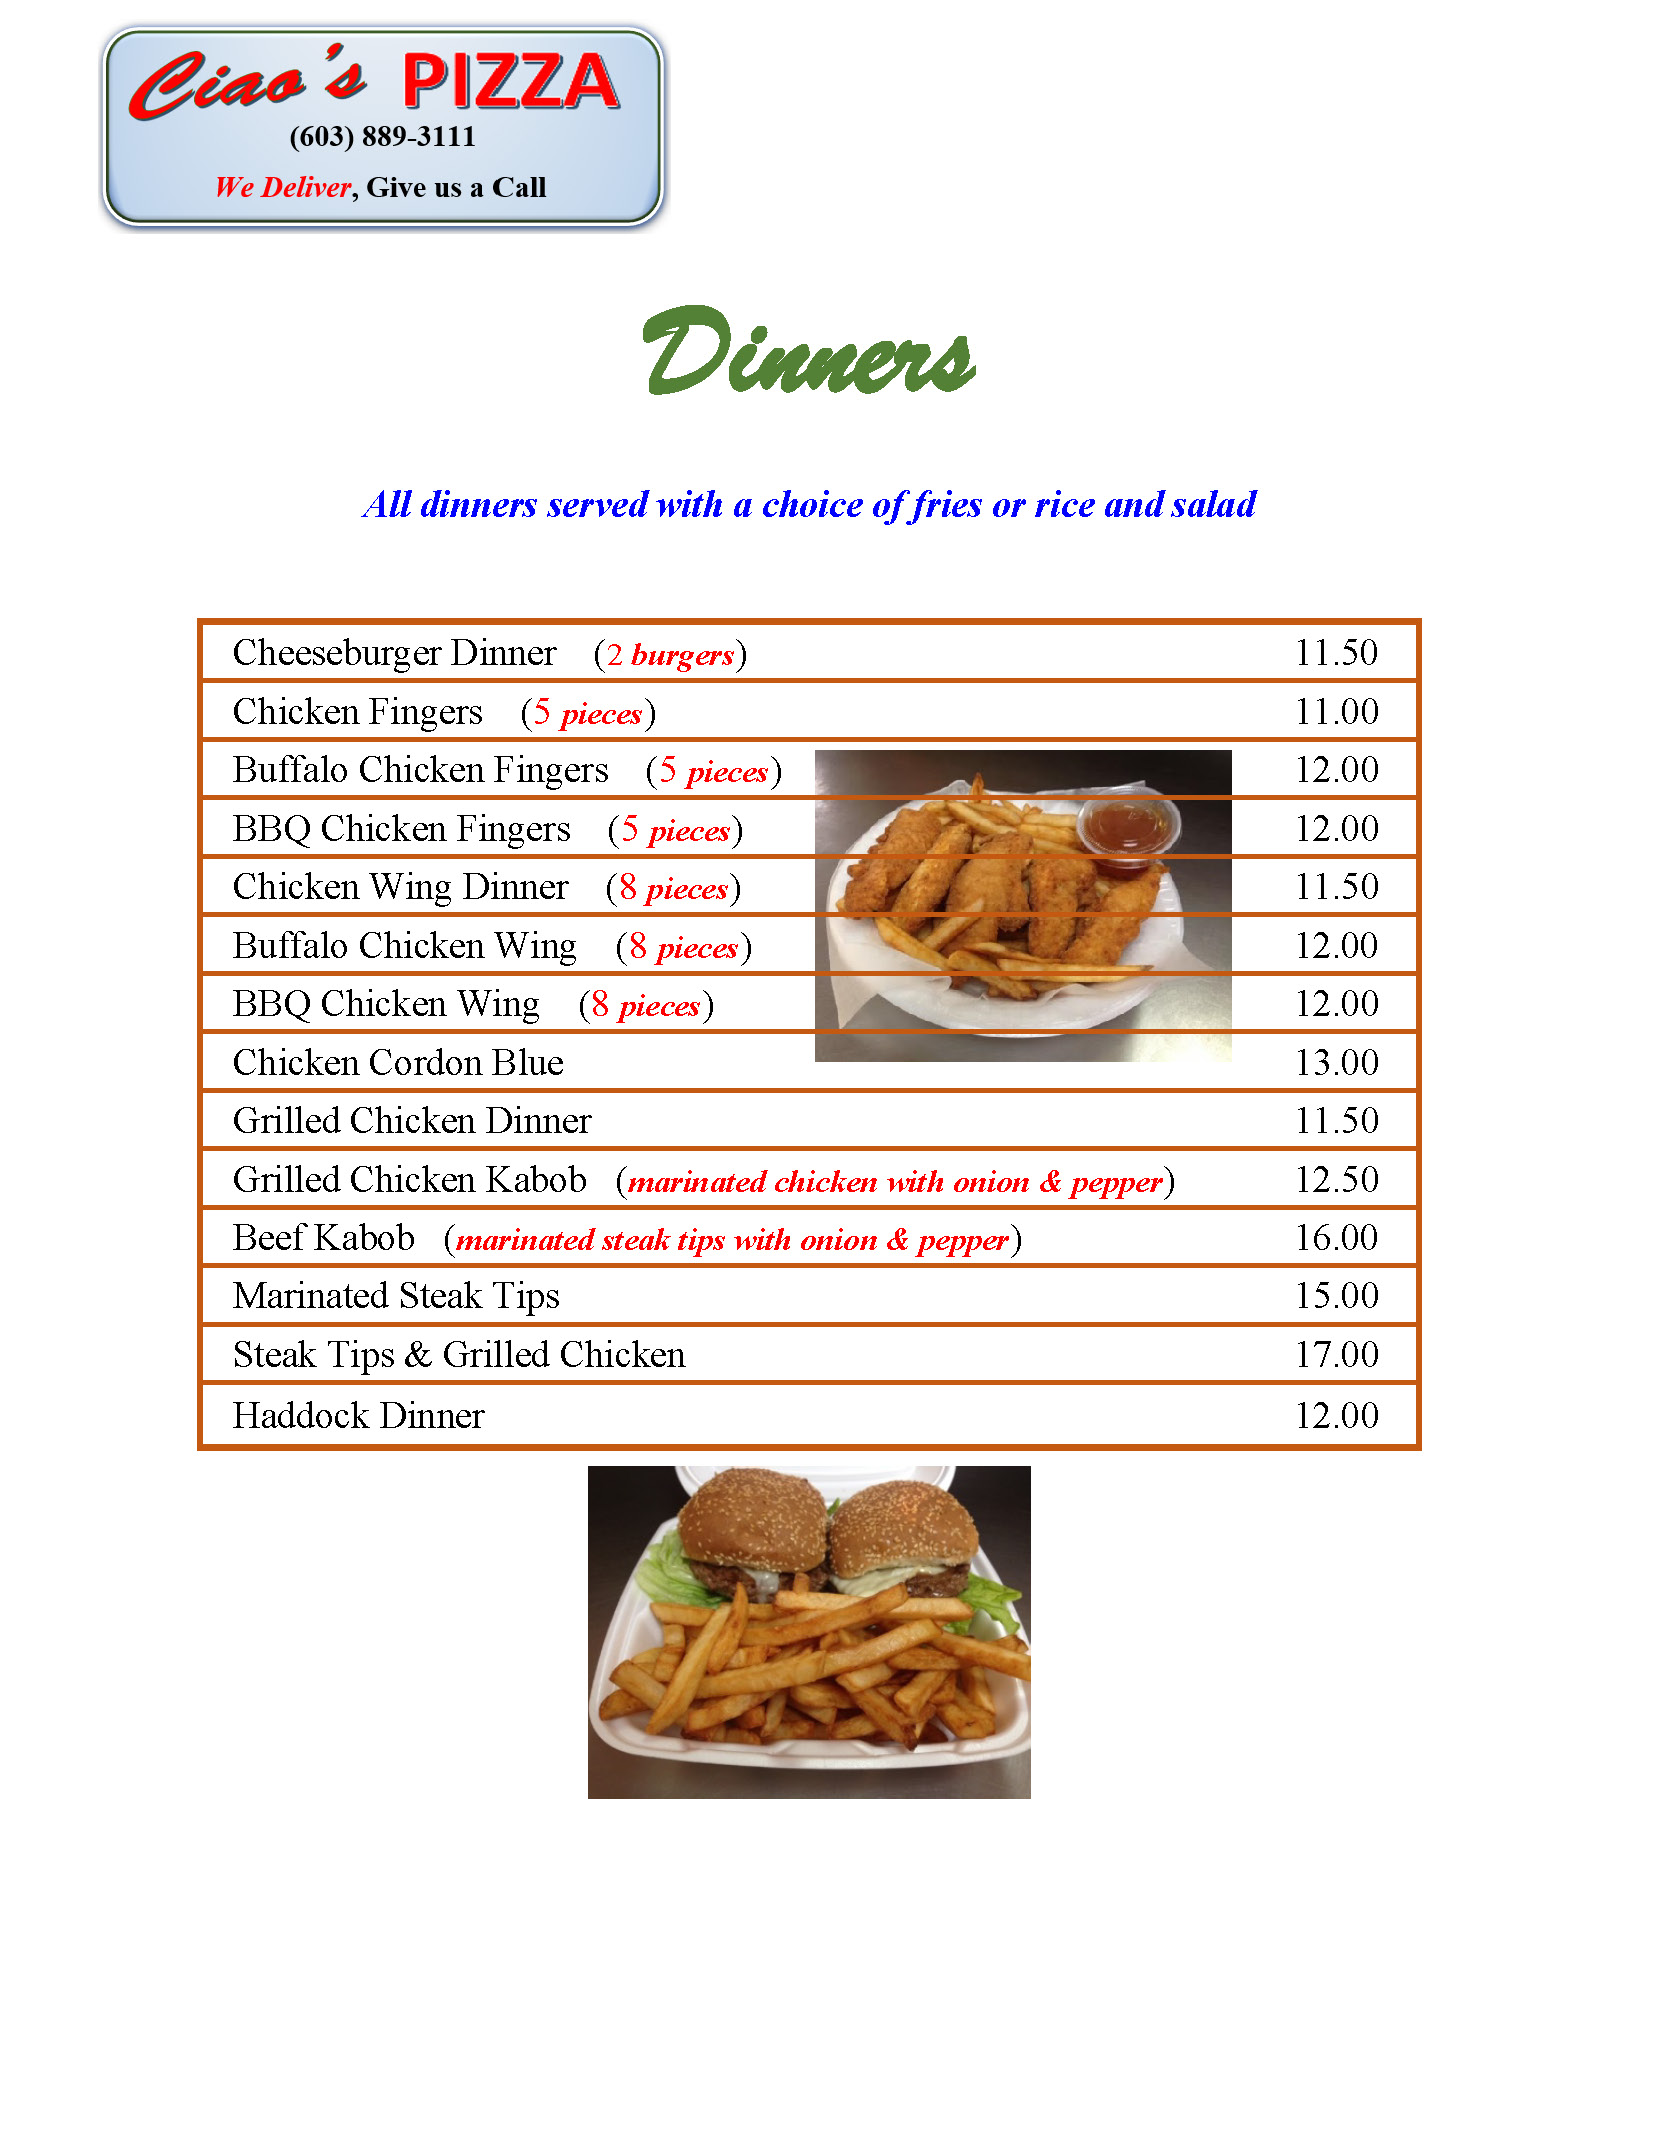 Ciao's PIZZA
(603) 889-3111
We Deliver, Give us a Call
Dinners
All dinners served with a choice of fries or rice and salad
Cheeseburger Dinner (2 burgers) 11.50
Chicken Fingers (5 pieces) 11.00
Buffalo Chicken Fingers (5 pieces) 12.00
BBQ Chicken Fingers (5 pieces) 12.00
Chicken Wing Dinner (8 pieces) 11.50
Buffalo Chicken Wing (8 pieces) 12.00
BBQ Chicken Wing (8 pieces) 12.00
Chicken Cordon Blue 13.00
Grilled Chicken Dinner 11.50
Grilled Chicken Kabob (marinated chicken with onion & pepper) 12.50
Beef Kabob (marinated steak tips with onion & pepper) 16.00
Marinated Steak Tips 15.00
Steak Tips & Grilled Chicken 17.00
Haddock Dinner 12.00